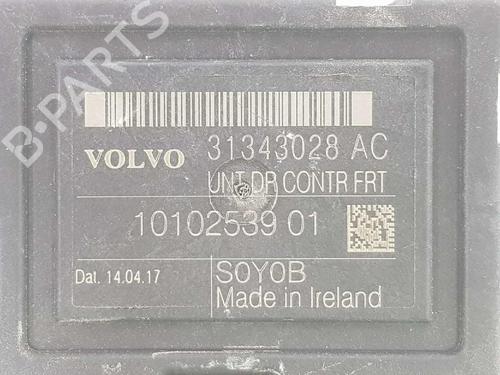 B-PARTS
VOLVO 31343028 AC
UNT DR CONTR FRT
10102539 01
Dat. 14.04.17 S0Y0B
Made in Ireland